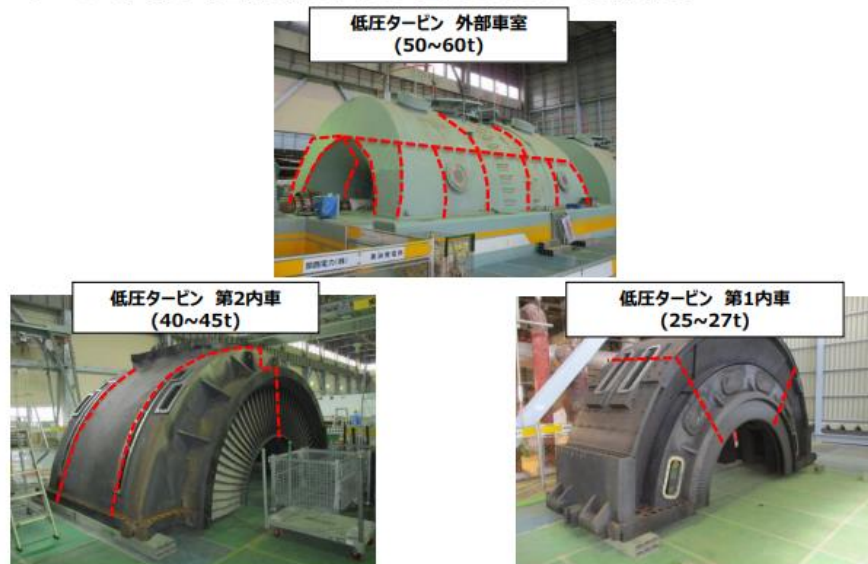 低圧タービン 外部車室
(50~60t)
低圧タービン 第2内車
(40~45t)
低圧タービン 第1内車
(25~27t)